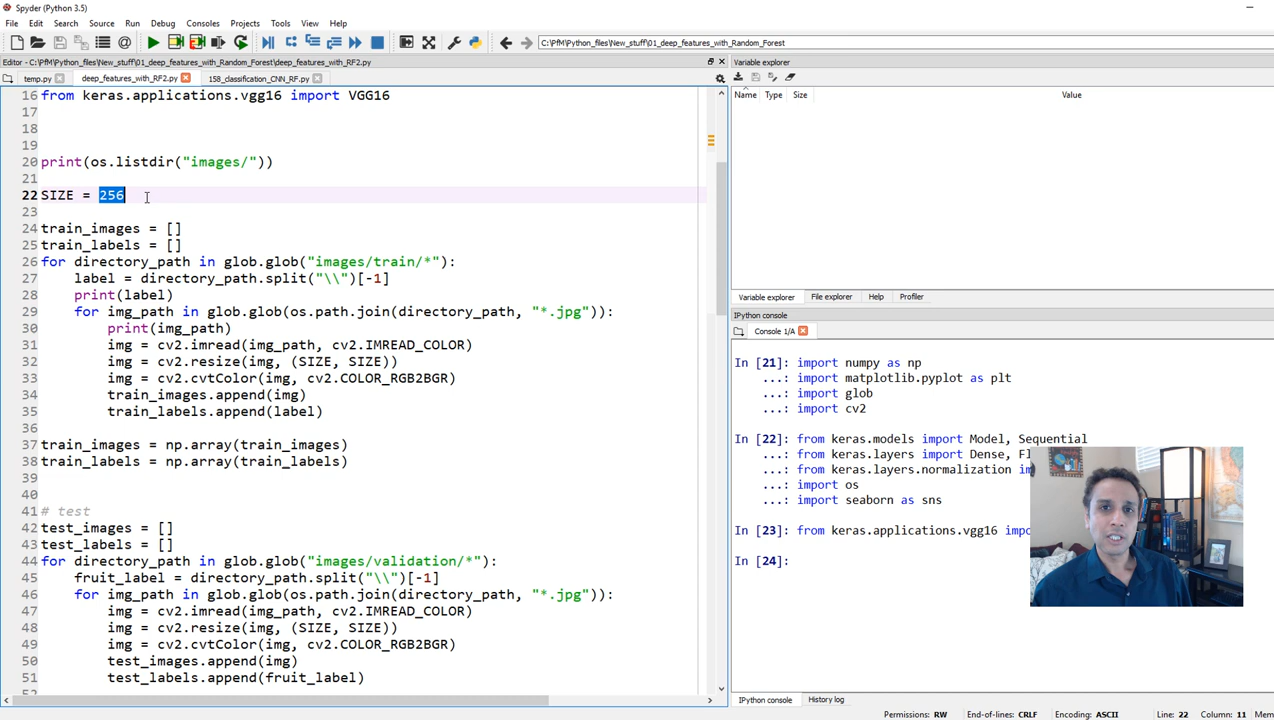 Spyder (Python 3.5)
File Edit Search Source Run Debug Consoles Projects Tools View Help
C:\PfM\Python_files\New_stuff\01_deep_features_with_Random_Forest
Editor - C:\PfM\Python_files\New_stuff\01_deep_features_with_Random_Forest\deep_features_with_RF2.py
temp.py deep_features_with_RF2.py 158_classification_CNN_RF.py
16 from keras.applications.vgg16 import VGG16
17
18
19
20 print(os.listdir("images/"))
21
22 SIZE = 256
23
24 train_images = []
25 train_labels = []
26 for directory_path in glob.glob("images/train/*"):
27 label = directory_path.split("\\")[-1]
28 print(label)
29 for img_path in glob.glob(os.path.join(directory_path, "*.jpg")):
30 print(img_path)
31 img = cv2.imread(img_path, cv2.IMREAD_COLOR)
32 img = cv2.resize(img, (SIZE, SIZE))
33 img = cv2.cvtColor(img, cv2.COLOR_RGB2BGR)
34 train_images.append(img)
35 train_labels.append(label)
36
37 train_images = np.array(train_images)
38 train_labels = np.array(train_labels)
39
40
41 # test
42 test_images = []
43 test_labels = []
44 for directory_path in glob.glob("images/validation/*"):
45 fruit_label = directory_path.split("\\")[-1]
46 for img_path in glob.glob(os.path.join(directory_path, "*.jpg")):
47 img = cv2.imread(img_path, cv2.IMREAD_COLOR)
48 img = cv2.resize(img, (SIZE, SIZE))
49 img = cv2.cvtColor(img, cv2.COLOR_RGB2BGR)
50 test_images.append(img)
51 test_labels.append(fruit_label)
Variable explorer
Name Type Size Value
Variable explorer File explorer Help Profiler
IPython console
Console 1/A
In [21]: import numpy as np
...: import matplotlib.pyplot as plt
...: import glob
...: import cv2
In [22]: from keras.models import Model, Sequential
...: from keras.layers import Dense,
...: from keras.layers.normalization
...: import os
...: import seaborn as sns
In [23]: from keras.applications.vgg16
In [24]:
IPython console History log
Permissions: RW End-of-lines: CRLF Encoding: ASCII Line: 22 Column: 11